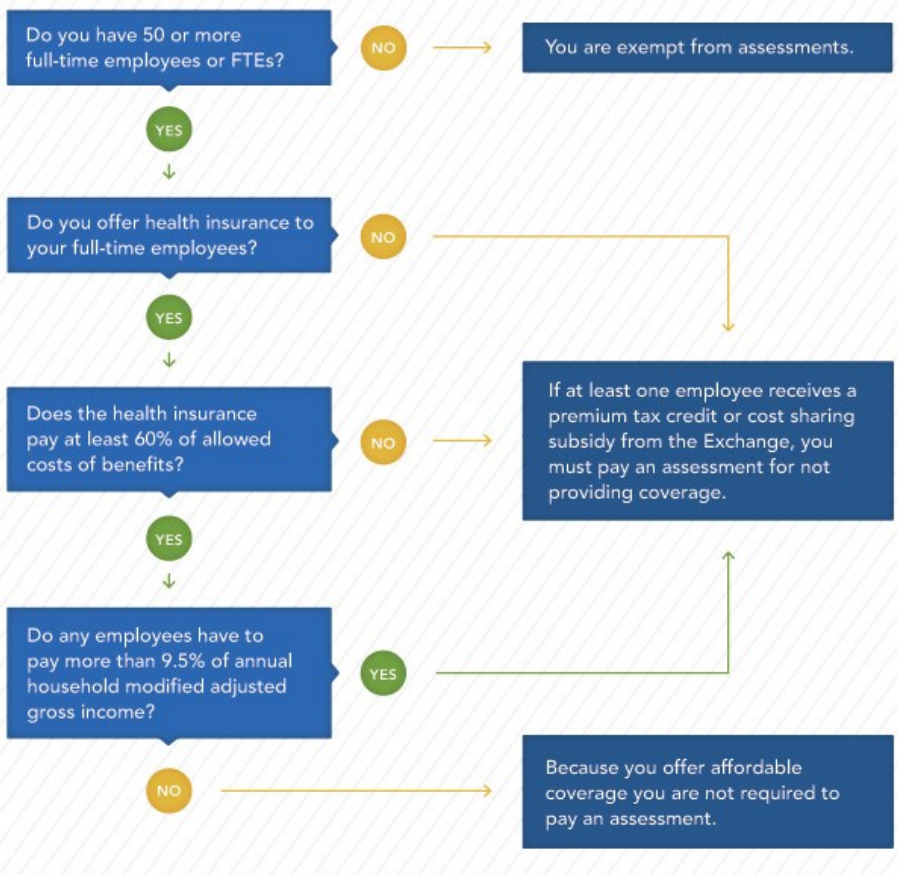 Do you have 50 or more
full-time employees or FTEs?
NO
You are exempt from assessments.
YES
Do you offer health insurance to
your full-time employees?
NO
YES
Does the health insurance
pay at least 60% of allowed
costs of benefits?
NO
If at least one employee receives a
premium tax credit or cost sharing
subsidy from the Exchange, you
must pay an assessment for not
providing coverage.
YES
Do any employees have to
pay more than 9.5% of annual
household modified adjusted
gross income?
YES
NO
Because you offer affordable
coverage you are not required to
pay an assessment.